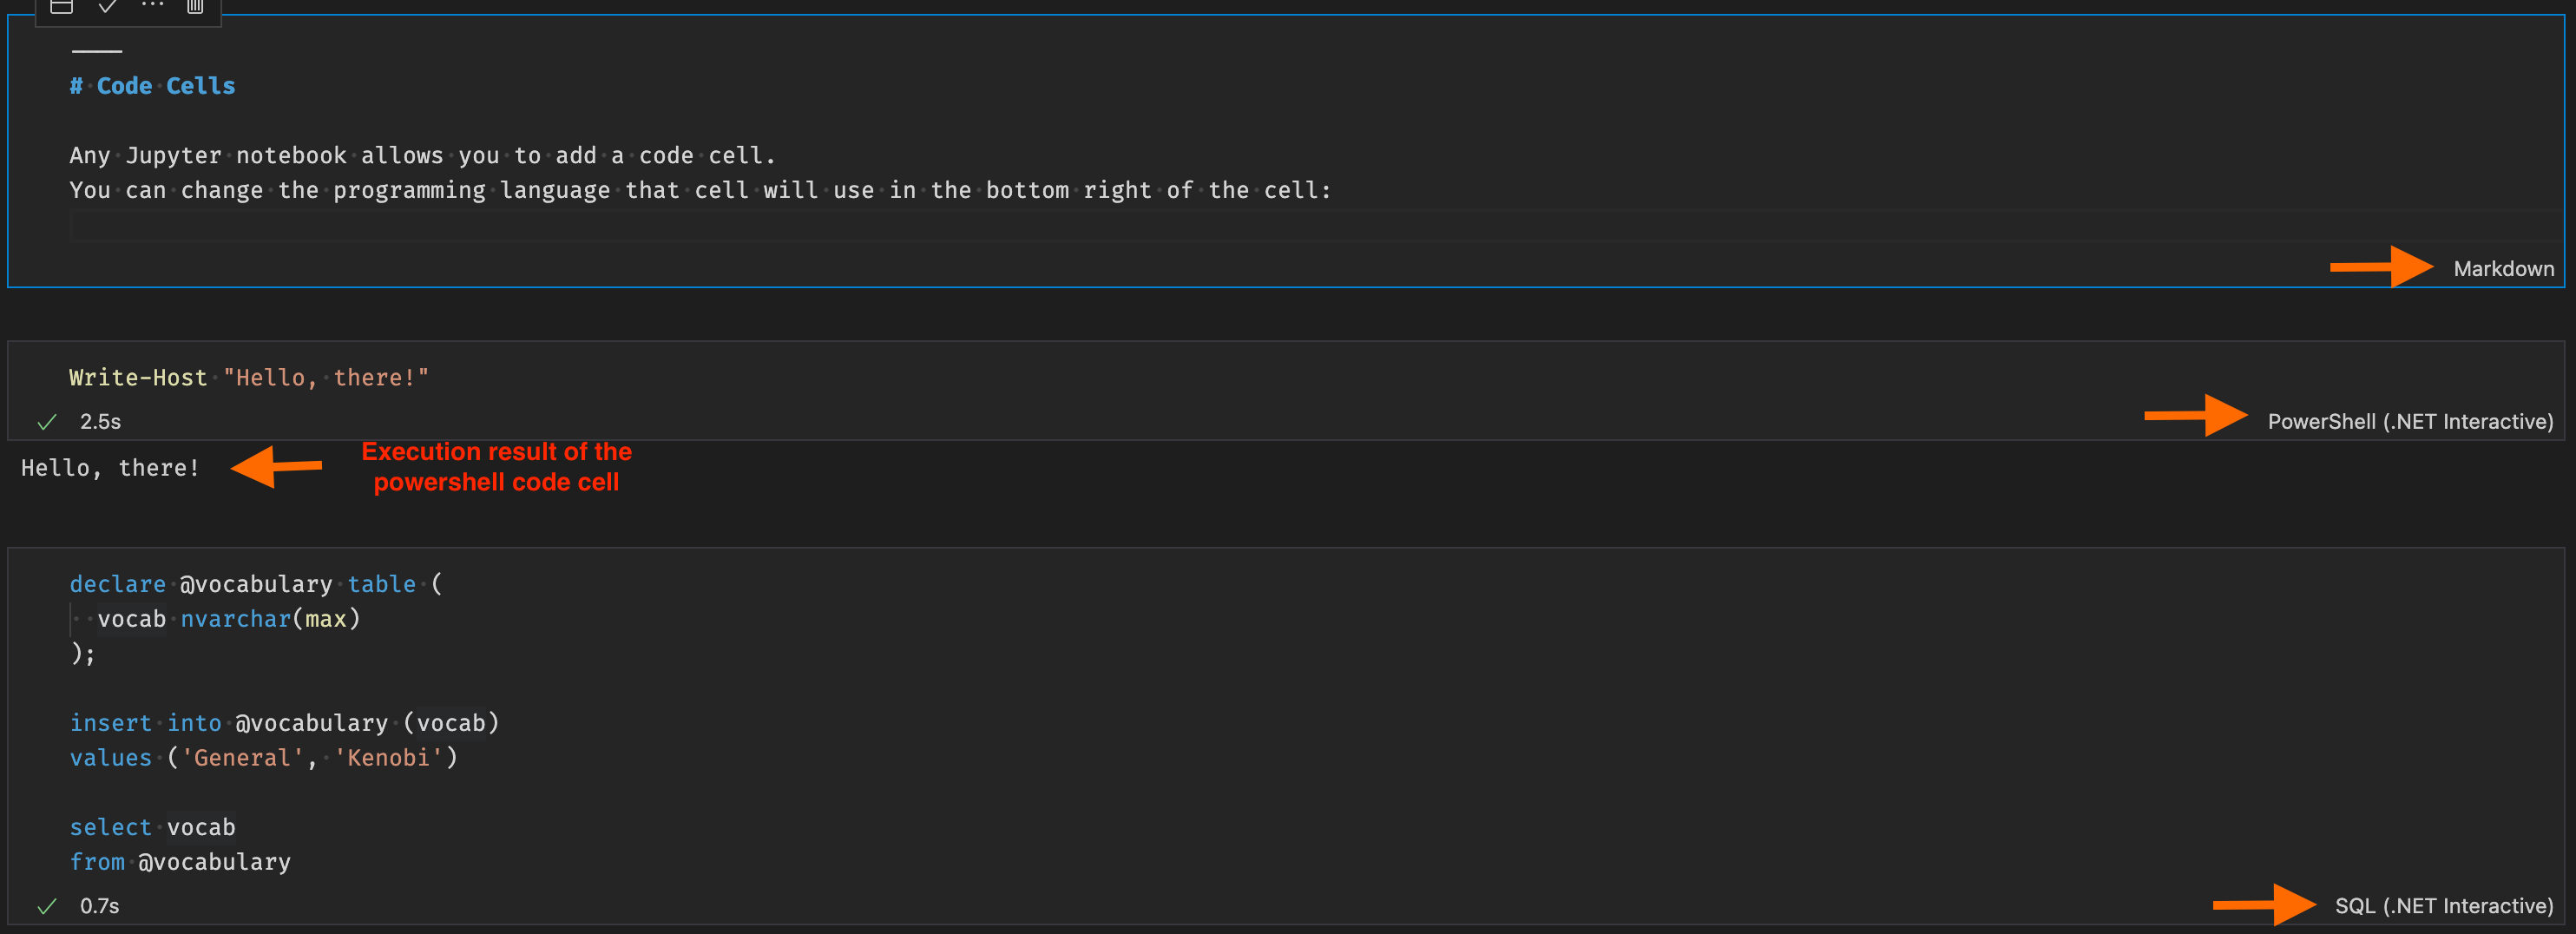 # Code Cells
Any Jupyter notebook allows you to add a code cell.
You can change the programming language that cell will use in the bottom right of the cell:
Markdown
Write-Host "Hello, there!"
2.5s
PowerShell (.NET Interactive)
Hello, there!
Execution result of the
powershell code cell
declare @vocabulary table (
  vocab nvarchar(max)
);
insert into @vocabulary (vocab)
values ('General', 'Kenobi')
select vocab
from @vocabulary
0.7s
SQL (.NET Interactive)